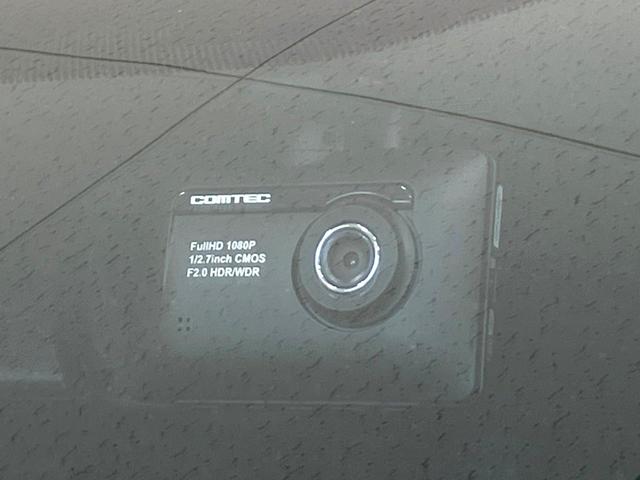 COMTEC
FullHD 1080P
1/2.7inch CMOS
F2.0 HDR/WDR